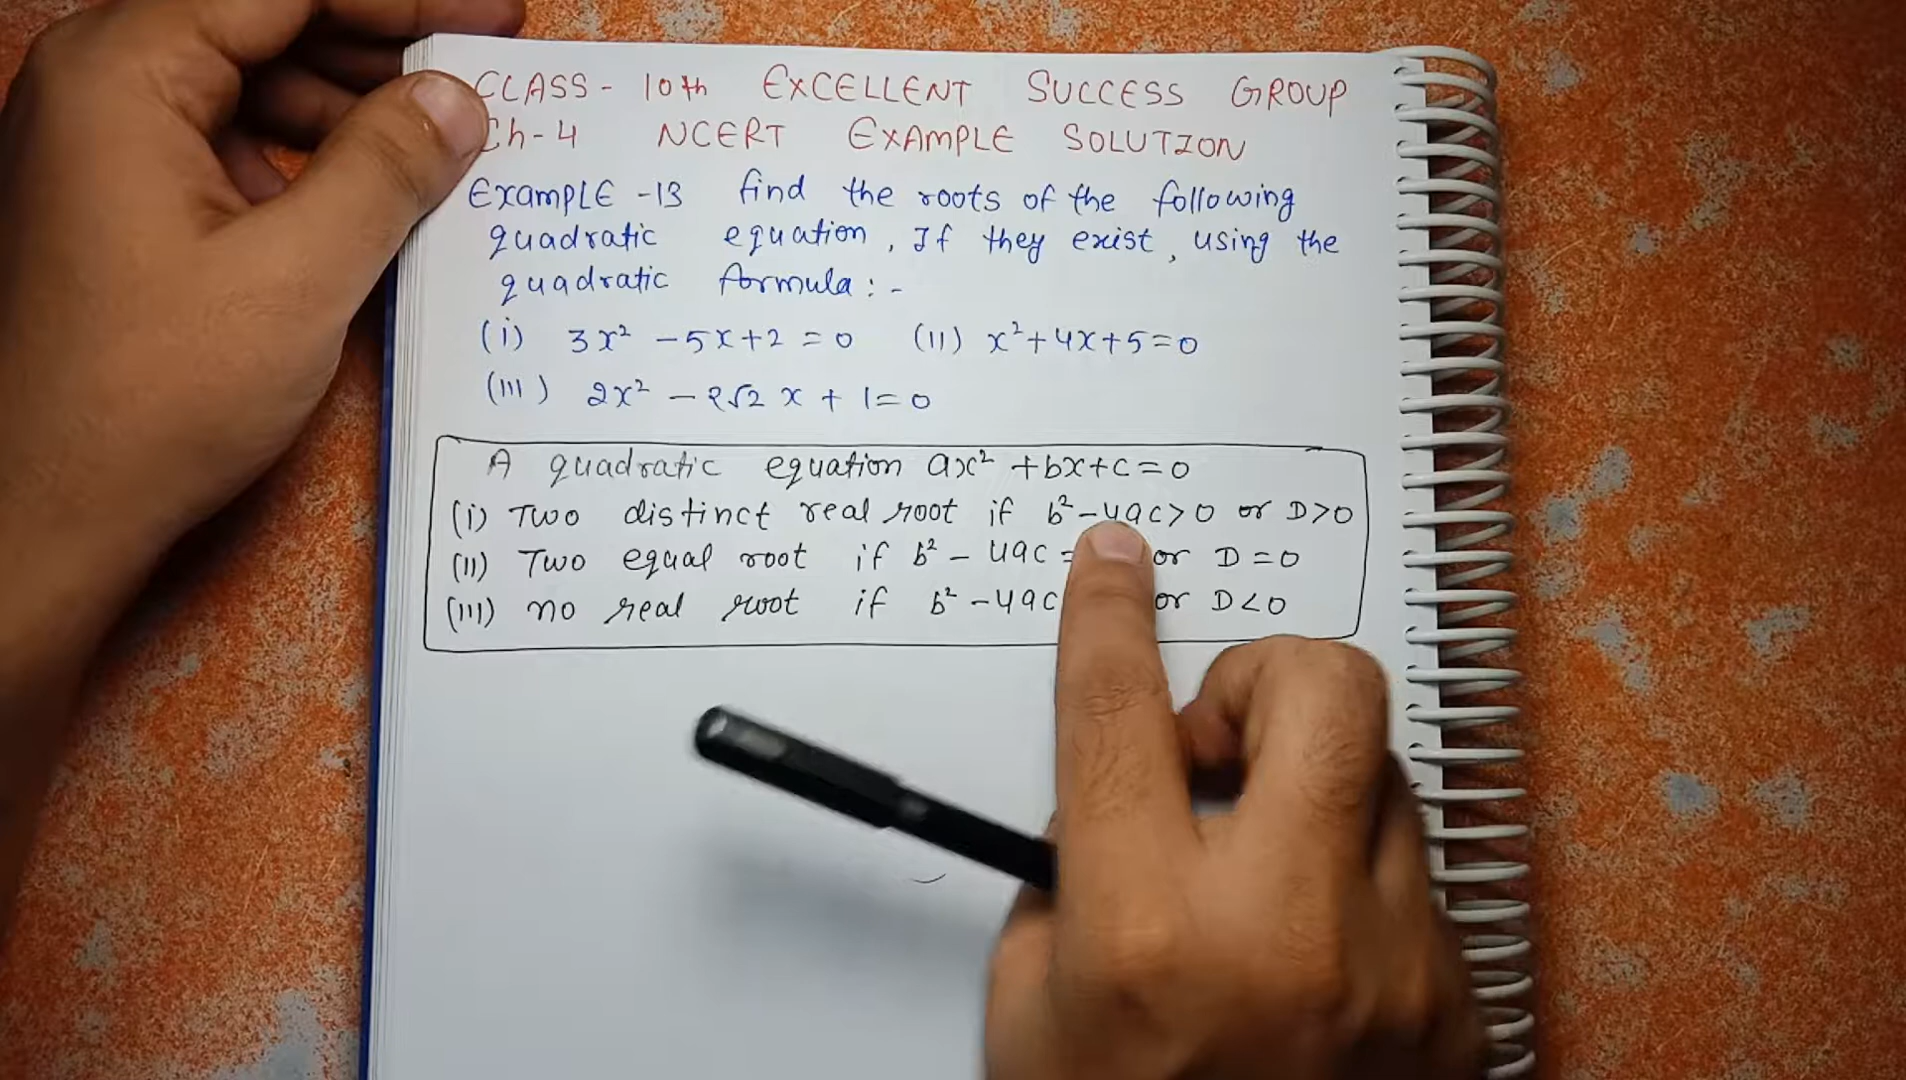 CLASS - 10th EXCELLENT SUCCESS GROUP
Ch-4 NCERT EXAMPLE SOLUTION
EXAMPLE -13 find the roots of the following
quadratic equation, If they exist, using the
quadratic formula : -
(i) 3x² - 5x + 2 = 0 (II) x² + 4x + 5 = 0
(III) 2x² - 2√2 x + 1 = 0
A quadratic equation ax² + bx + c = 0
(i) Two distinct real root if b² - 4ac > 0 or D > 0
(II) Two equal root if b² - 4ac = or D = 0
(III) no real root if b² - 4ac or D < 0